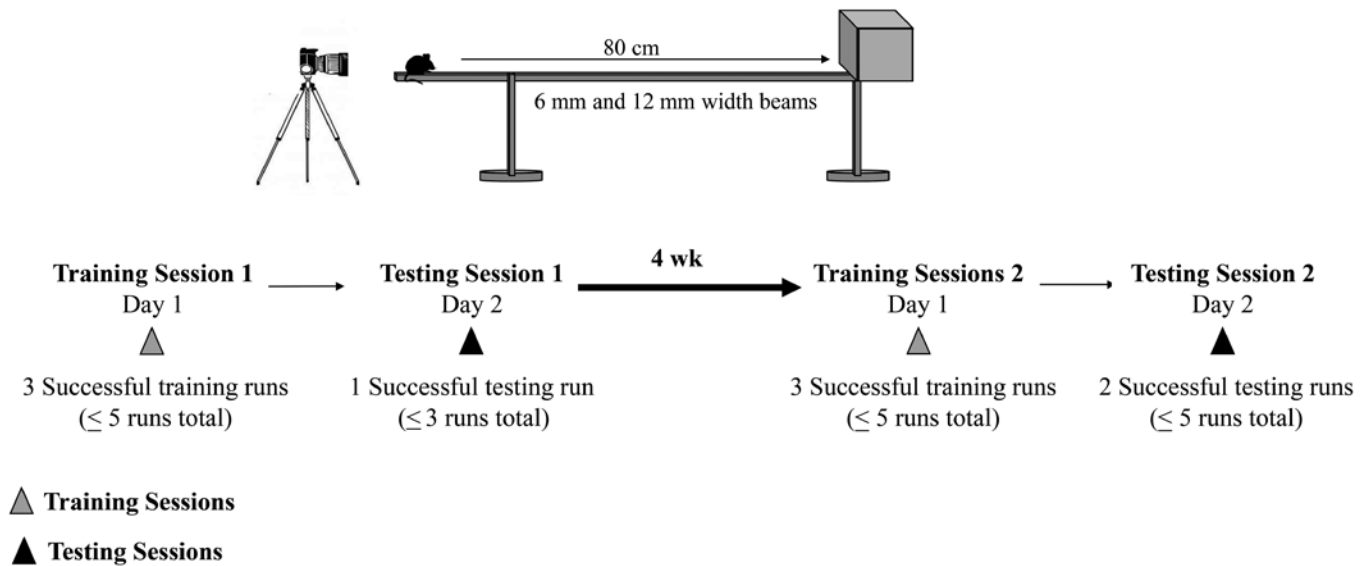 80 cm
6 mm and 12 mm width beams
4 wk
Training Session 1
Day 1
3 Successful training runs
(≤ 5 runs total)
Testing Session 1
Day 2
1 Successful testing run
(≤ 3 runs total)
Training Sessions 2
Day 1
3 Successful training runs
(≤ 5 runs total)
Testing Session 2
Day 2
2 Successful testing runs
(≤ 5 runs total)
Training Sessions
Testing Sessions